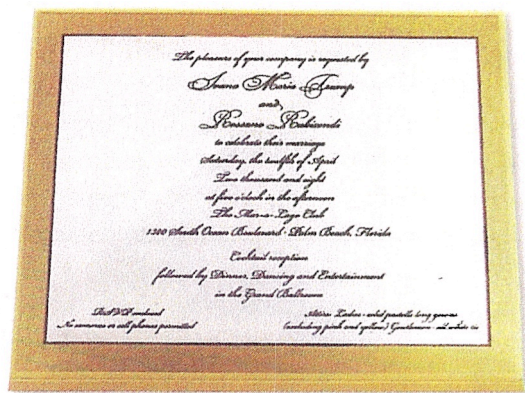 The pleasure of your company is requested by
Ivana Marie Trump
and
Rossano Rubicondi
to celebrate their marriage
Saturday, the twelfth of April
Two thousand and eight
at five o'clock in the afternoon
The Mar-a-Lago Club
1100 South Ocean Boulevard · Palm Beach, Florida
Cocktail reception
followed by Dinner, Dancing and Entertainment
in the Grand Ballroom
RSVP enclosed
No cameras or cell phones permitted
Attire: Ladies - solid pastels long gowns
(excluding pink and yellow) Gentlemen - all white tie